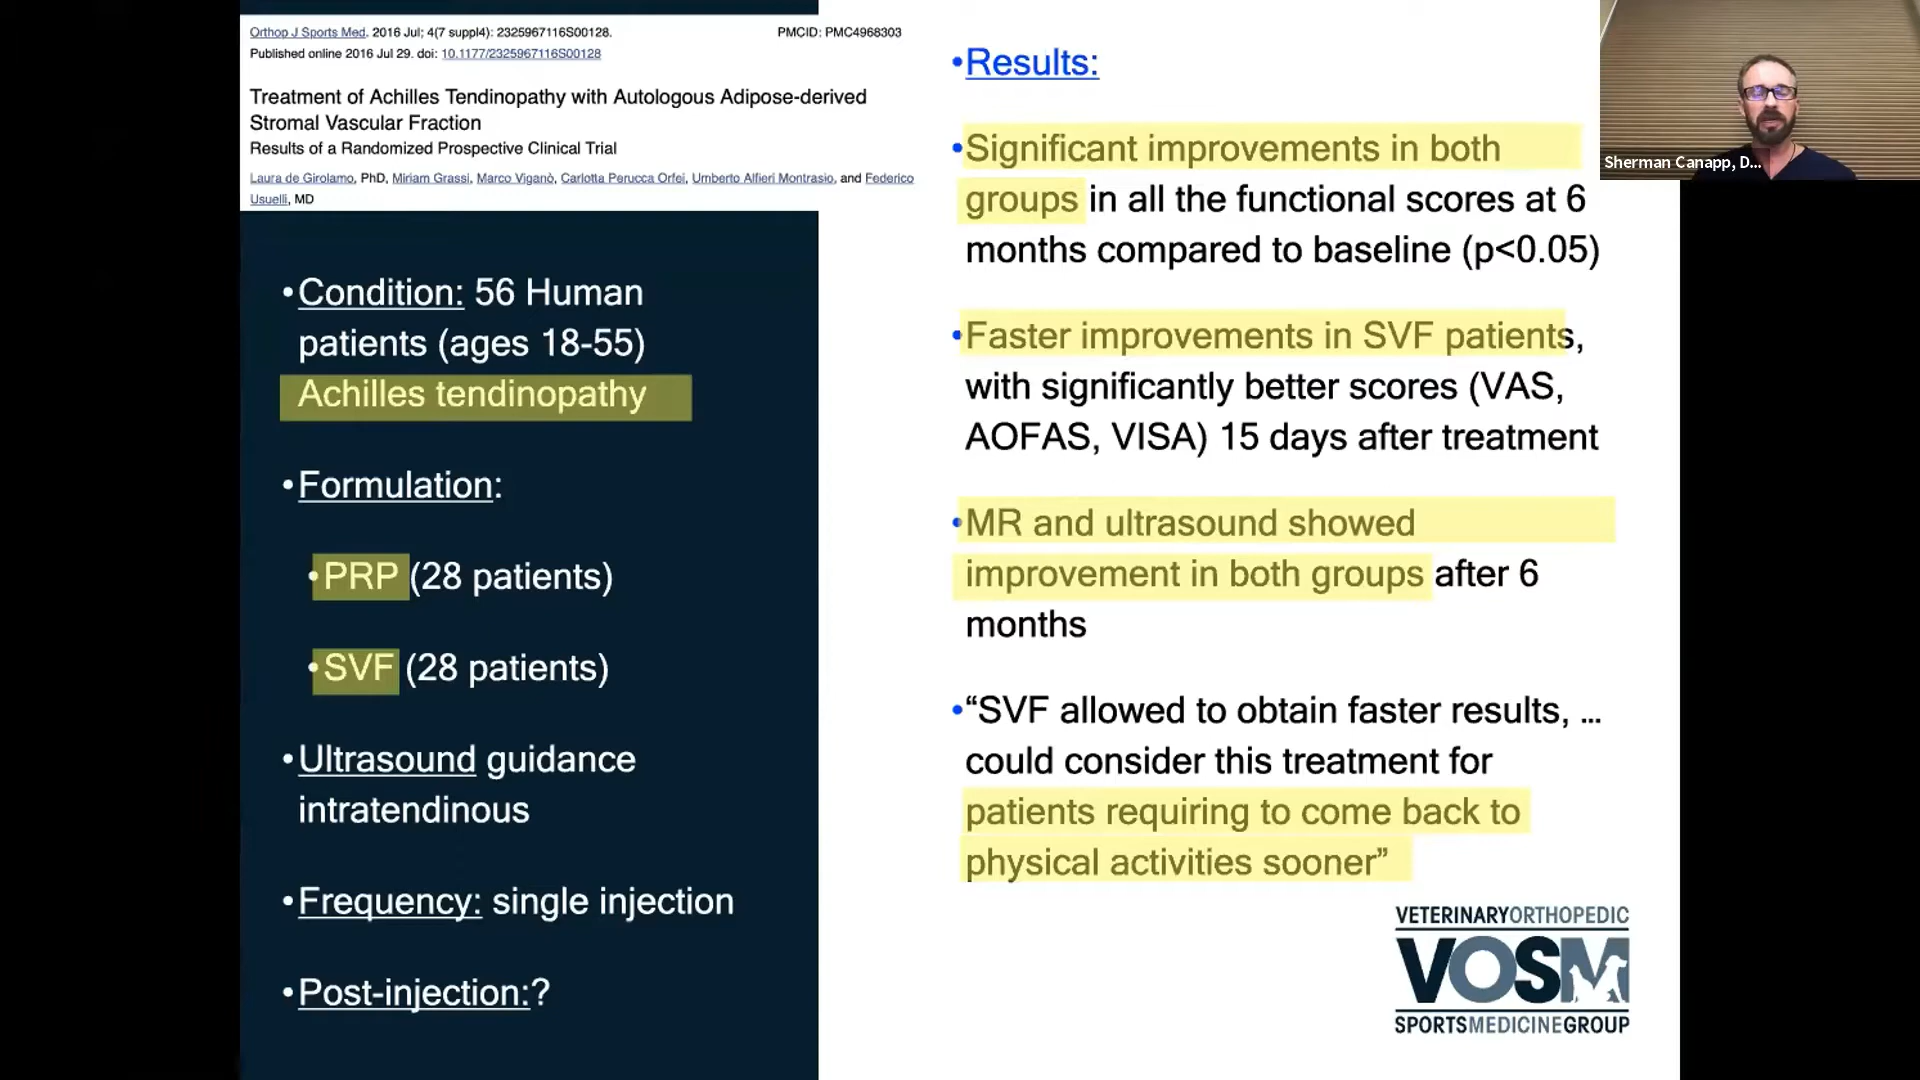 Orthop J Sports Med. 2016 Jul; 4(7 suppl4): 2325967116S00128.
PMCID: PMC4968303
Published online 2016 Jul 29. doi: 10.1177/2325967116S00128
Treatment of Achilles Tendinopathy with Autologous Adipose-derived
Stromal Vascular Fraction
Results of a Randomized Prospective Clinical Trial
Laura de Girolamo, PhD, Miriam Grassi, Marco Viganò, Carlotta Perucca Orfei, Umberto Alfieri Montrasio, and Federico
Usuelli, MD
•Condition: 56 Human
patients (ages 18-55)
Achilles tendinopathy
•Formulation:
•PRP (28 patients)
•SVF (28 patients)
•Ultrasound guidance
intratendinous
•Frequency: single injection
•Post-injection:?
•Results:
•Significant improvements in both
groups in all the functional scores at 6
months compared to baseline (p<0.05)
•Faster improvements in SVF patients,
with significantly better scores (VAS,
AOFAS, VISA) 15 days after treatment
•MR and ultrasound showed
improvement in both groups after 6
months
•“SVF allowed to obtain faster results, ...
could consider this treatment for
patients requiring to come back to
physical activities sooner”
VETERINARYORTHOPEDIC
VOSM
SPORTSMEDICINEGROUP
Sherman Canapp, D...